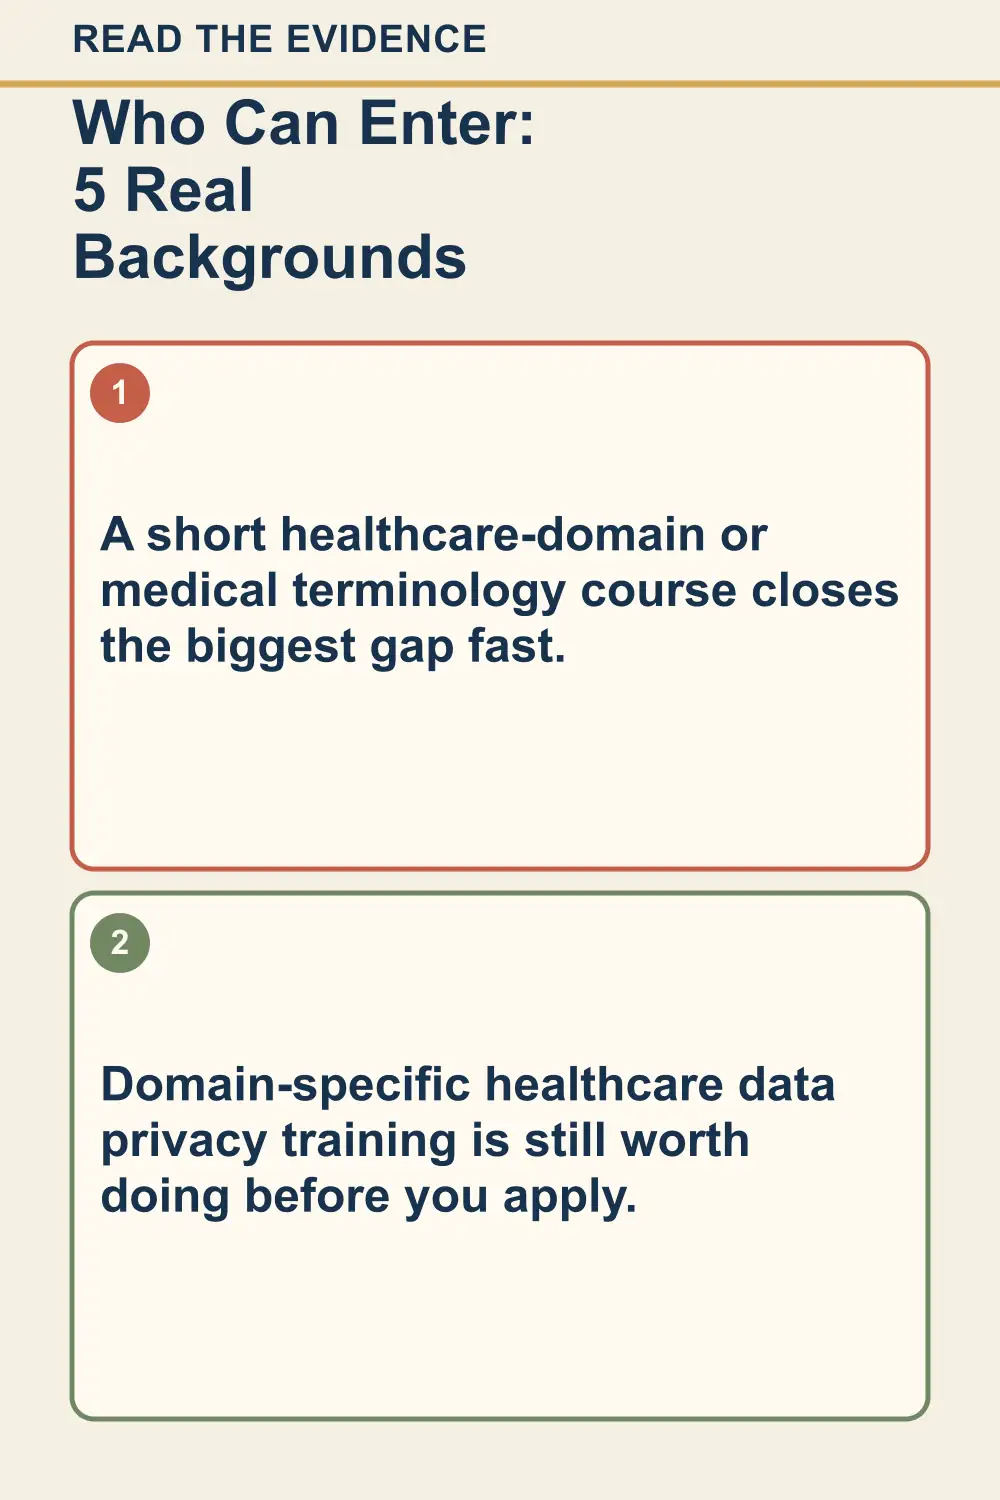 READ THE EVIDENCE
Who Can Enter:
5 Real
Backgrounds
1
A short healthcare-domain or
medical terminology course closes
the biggest gap fast.
2
Domain-specific healthcare data
privacy training is still worth
doing before you apply.